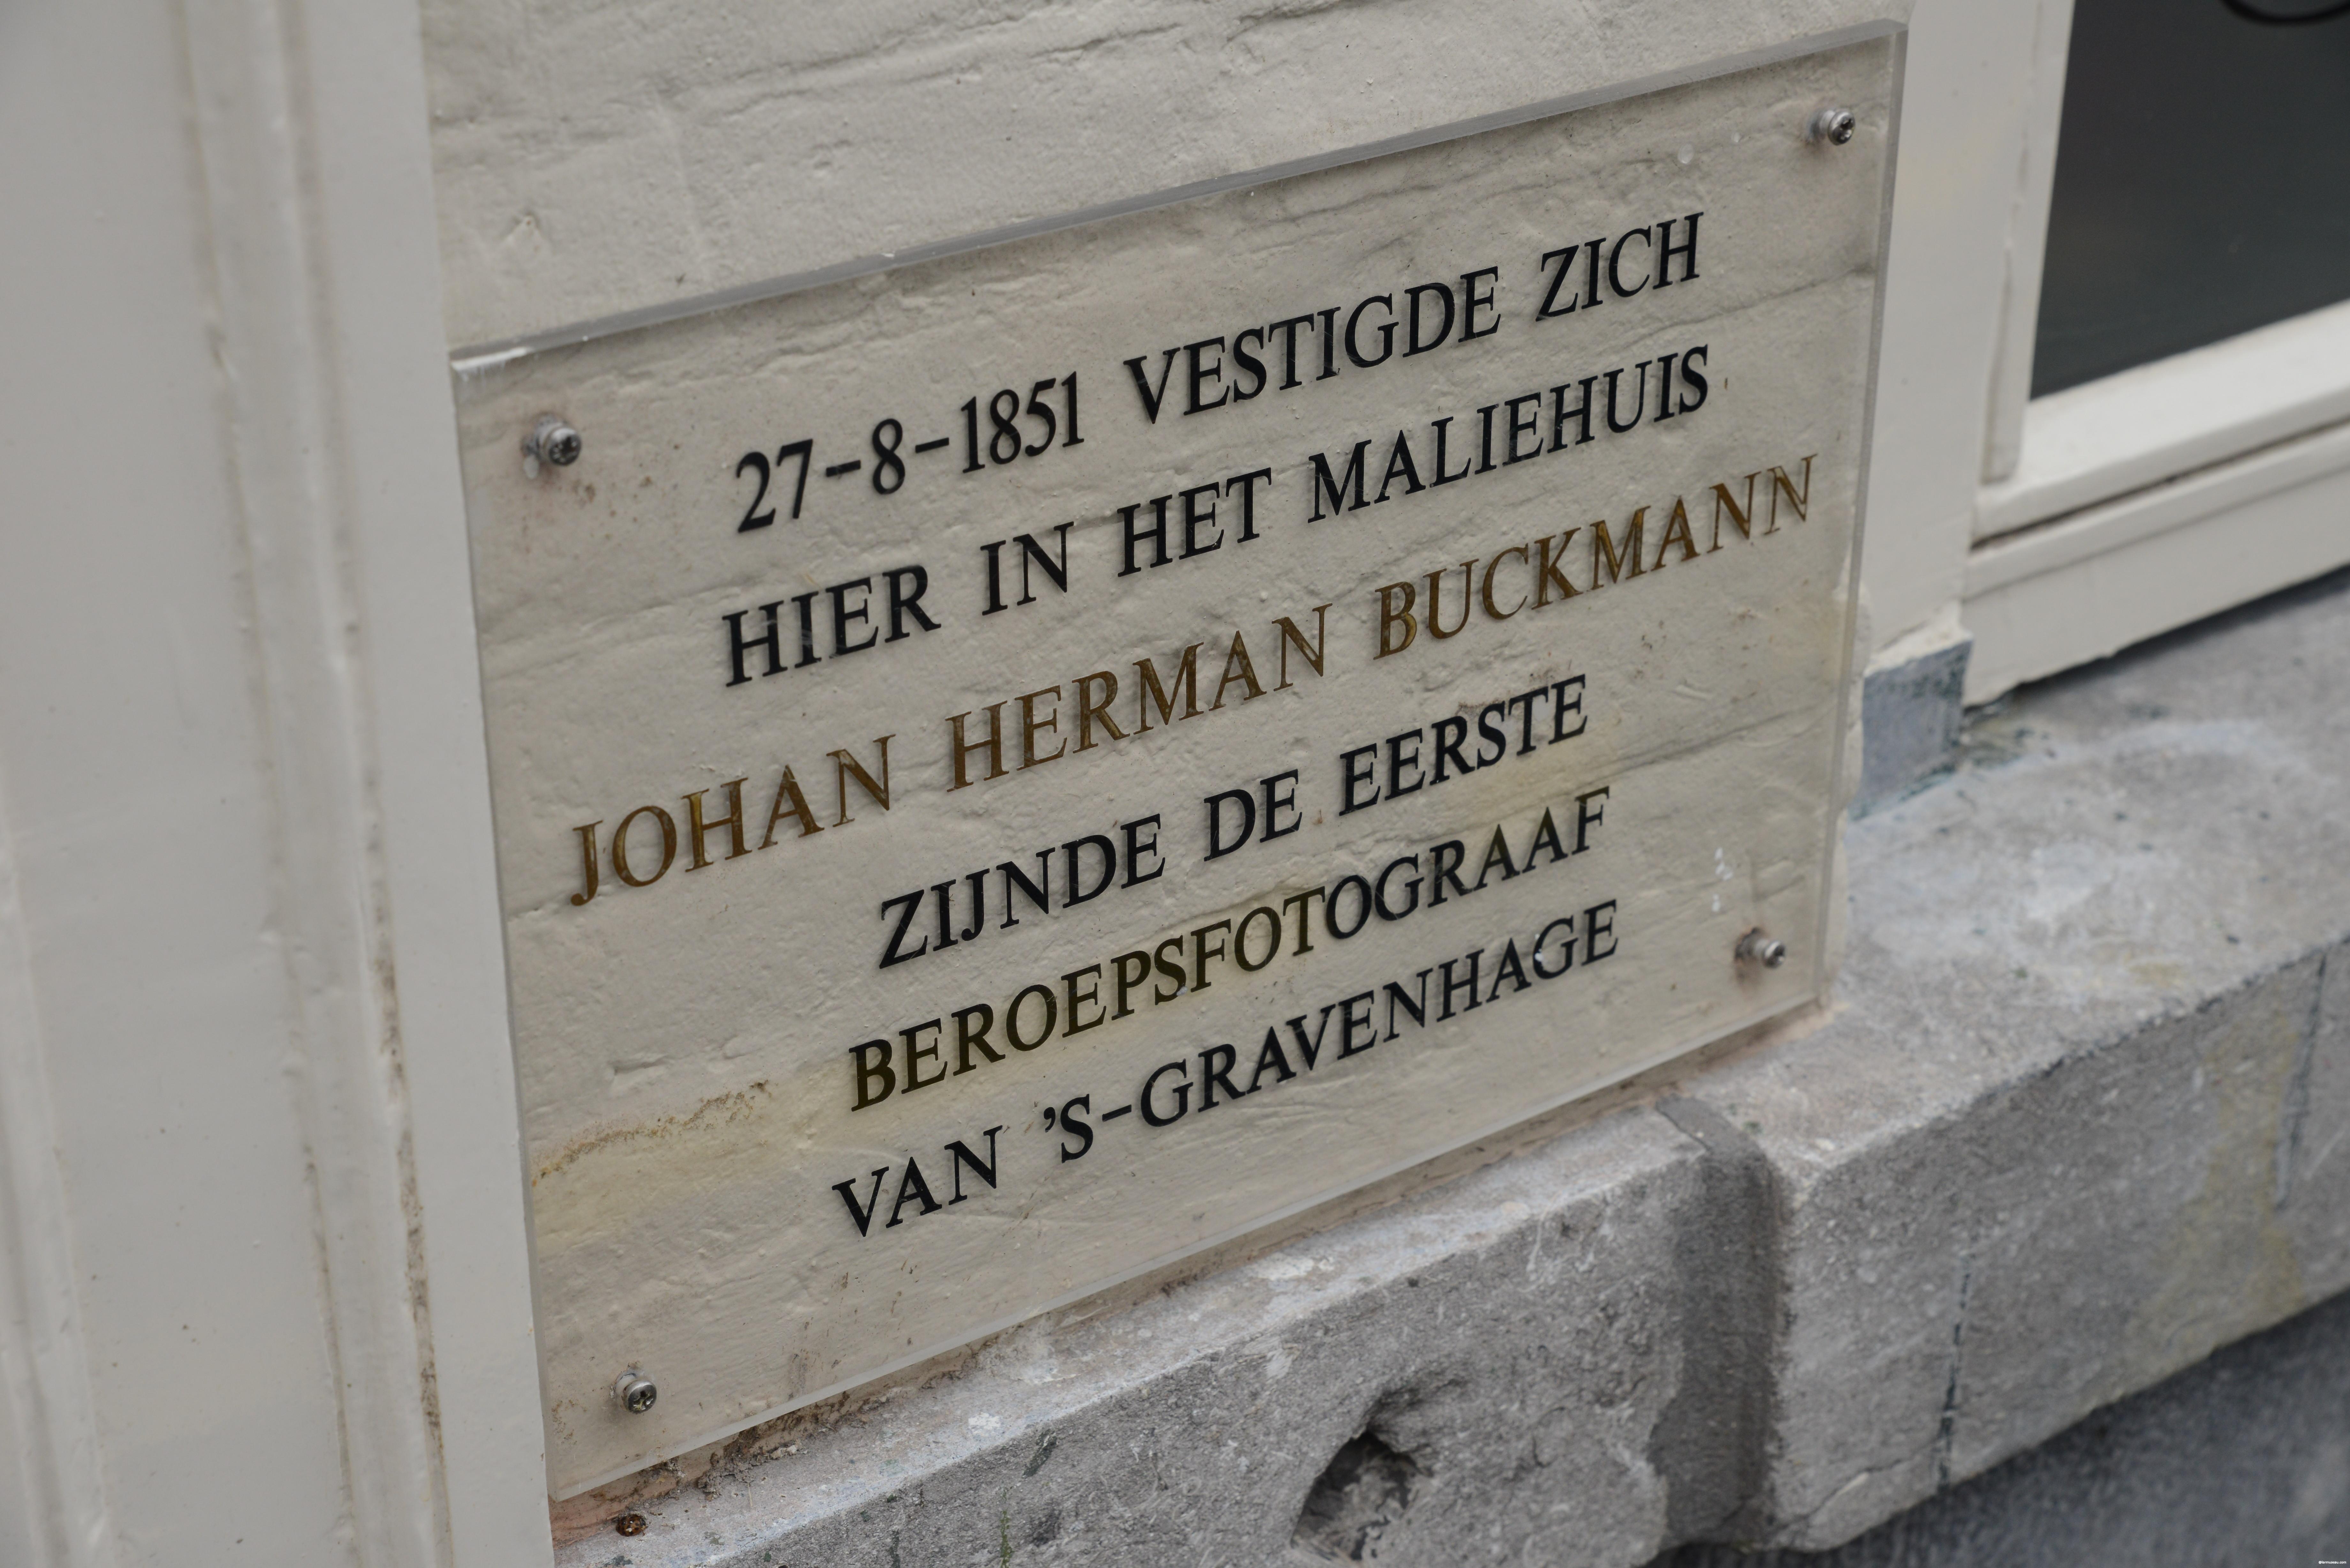 27-8-1851 VESTIGDE ZICH
HIER IN HET MALIEHUIS
JOHAN HERMAN BUCKMANN
ZIJNDE DE EERSTE
BEROEPSFOTOGRAAF
VAN 'S-GRAVENHAGE